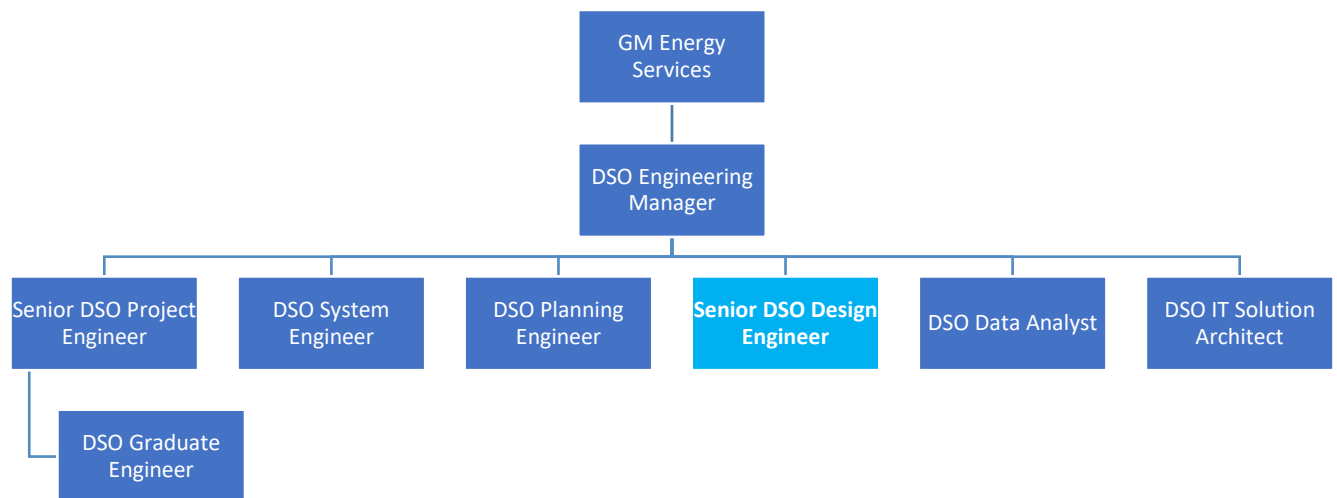 GM Energy
Services
DSO Engineering
Manager
Senior DSO Project
Engineer
DSO System
Engineer
DSO Planning
Engineer
Senior DSO Design
Engineer
DSO Data Analyst
DSO IT Solution
Architect
DSO Graduate
Engineer